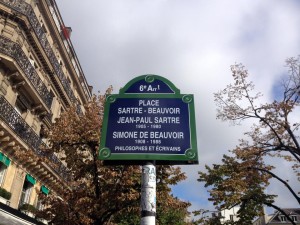 6e Arrt
PLACE
SARTRE - BEAUVOIR
JEAN-PAUL SARTRE
1905 - 1980
SIMONE DE BEAUVOIR
1908 - 1986
PHILOSOPHES ET ÉCRIVAINS